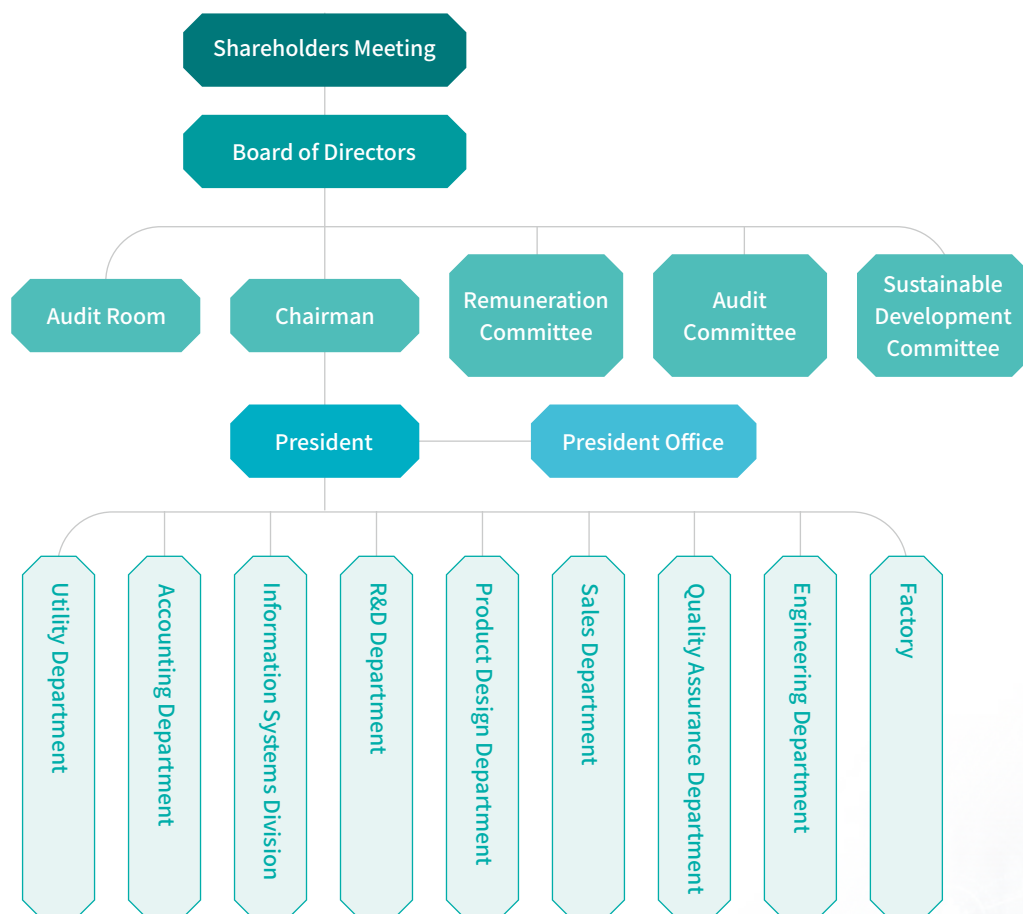 Shareholders Meeting
Board of Directors
Audit Room
Chairman
Remuneration
Committee
Audit
Committee
Sustainable
Development
Committee
President
President Office
Utility Department
Accounting Department
Information Systems Division
R&D Department
Product Design Department
Sales Department
Quality Assurance Department
Engineering Department
Factory